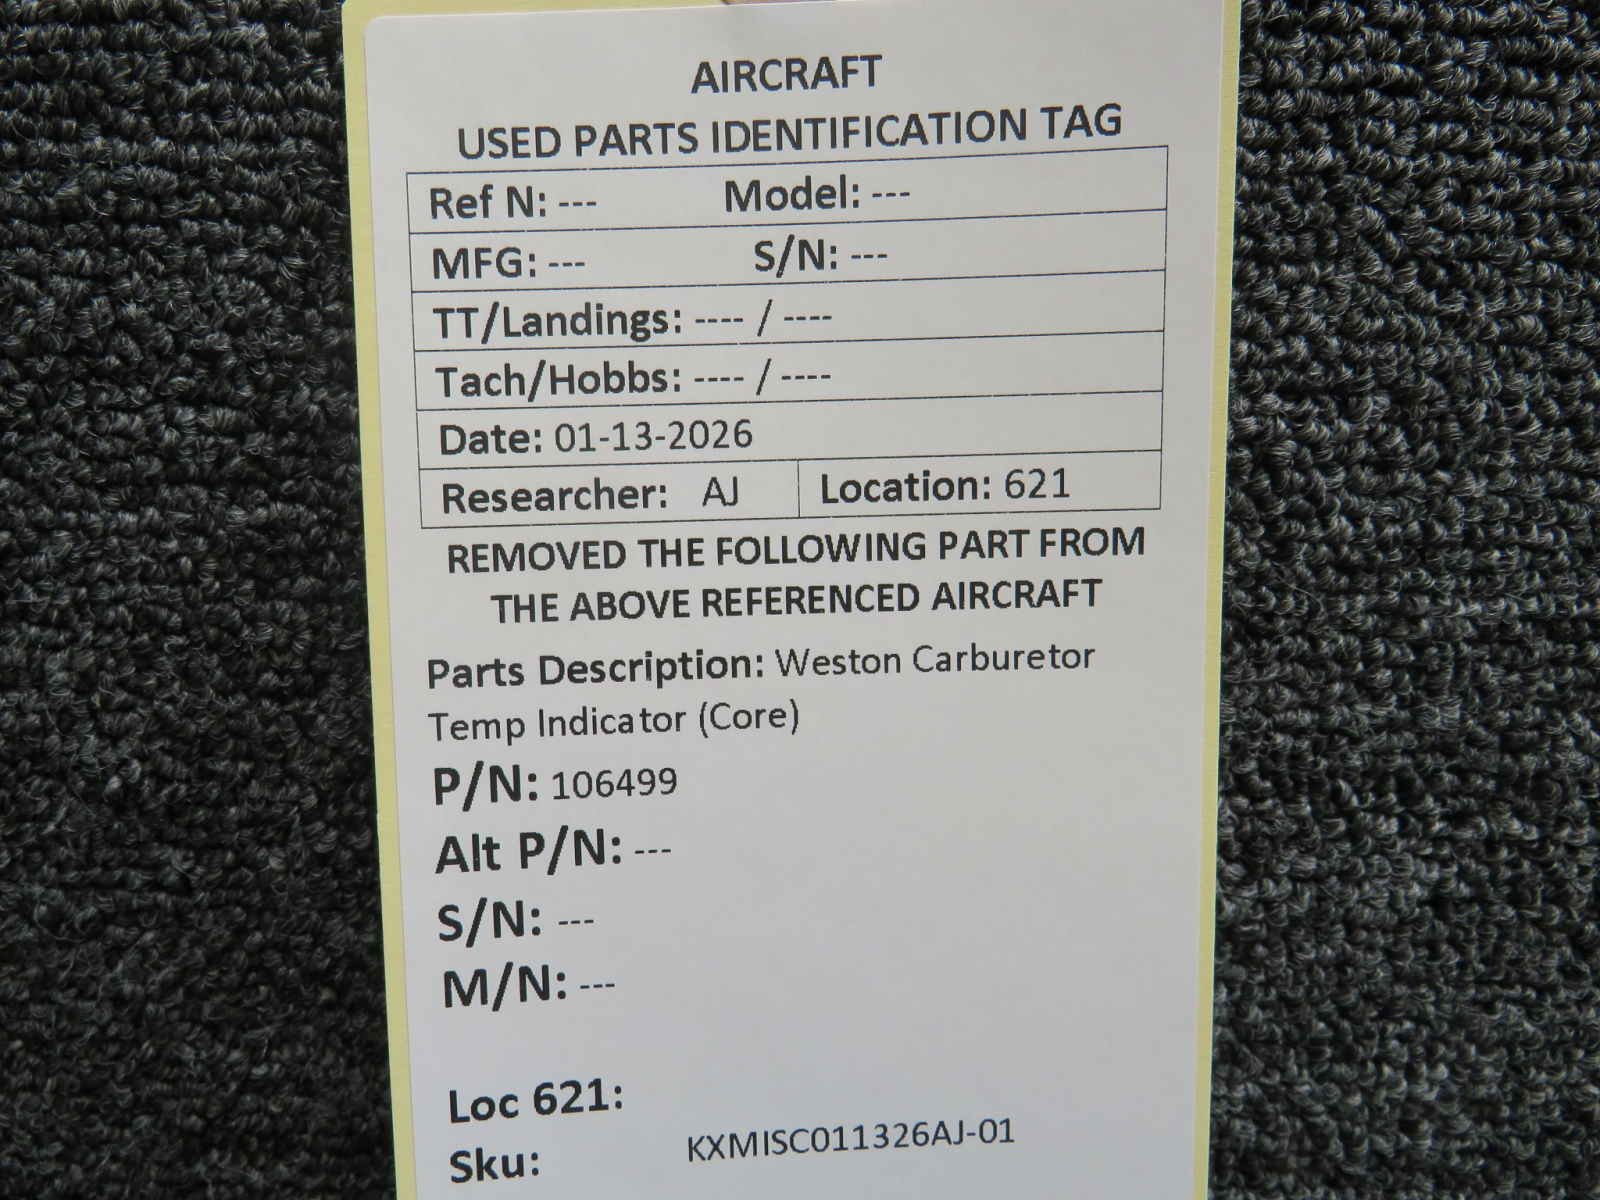 AIRCRAFT
USED PARTS IDENTIFICATION TAG
Ref N: --- Model: ---
MFG: --- S/N: ---
TT/Landings: ---- / ----
Tach/Hobbs: ---- / ----
Date: 01-13-2026
Researcher: AJ Location: 621
REMOVED THE FOLLOWING PART FROM
THE ABOVE REFERENCED AIRCRAFT
Parts Description: Weston Carburetor
Temp Indicator (Core)
P/N: 106499
Alt P/N: ---
S/N: ---
M/N: ---
Loc 621:
Sku: KXMISC011326AJ-01